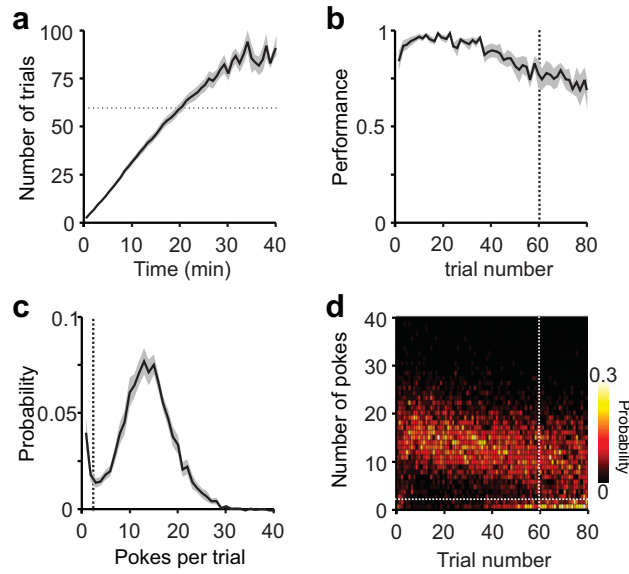 a
100
75
50
25
0
Number of trials
0
10
20
30
40
Time (min)
b
1
0.5
0
Performance
0
20
40
60
80
trial number
c
0.1
0.05
0
Probability
0
10
20
30
40
Pokes per trial
d
40
30
20
10
0
Number of pokes
0
20
40
60
80
Trial number
0.3
0
Probability